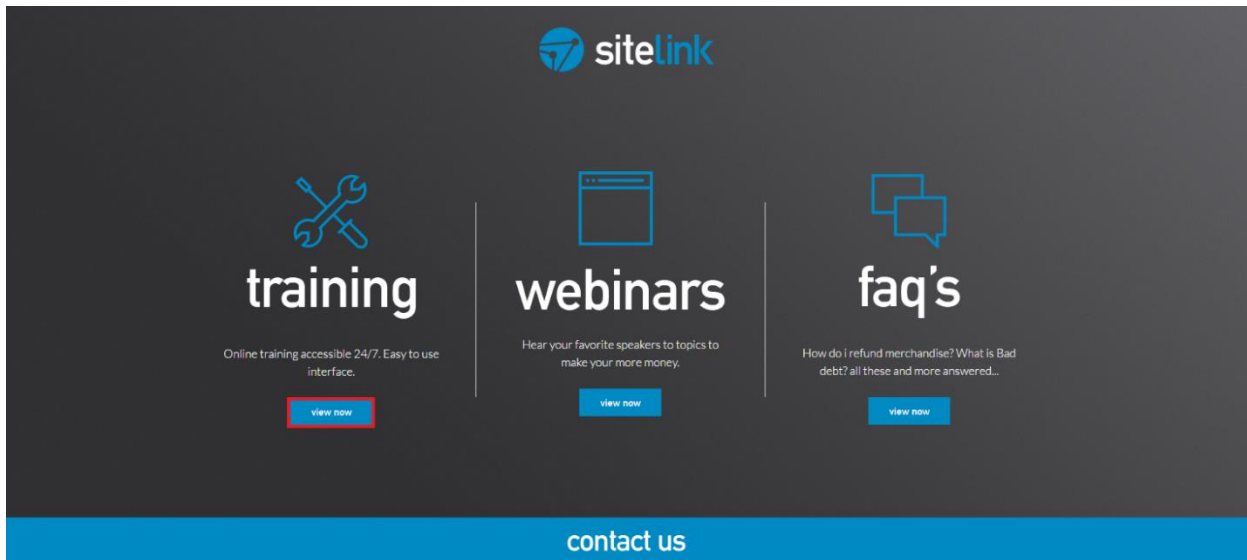 sitelink
training
Online training accessible 24/7. Easy to use
interface.
view now
webinars
Hear your favorite speakers to topics to
make your more money.
view now
faq's
How do i refund merchandise? What is Bad
debt? all these and more answered...
view now
contact us